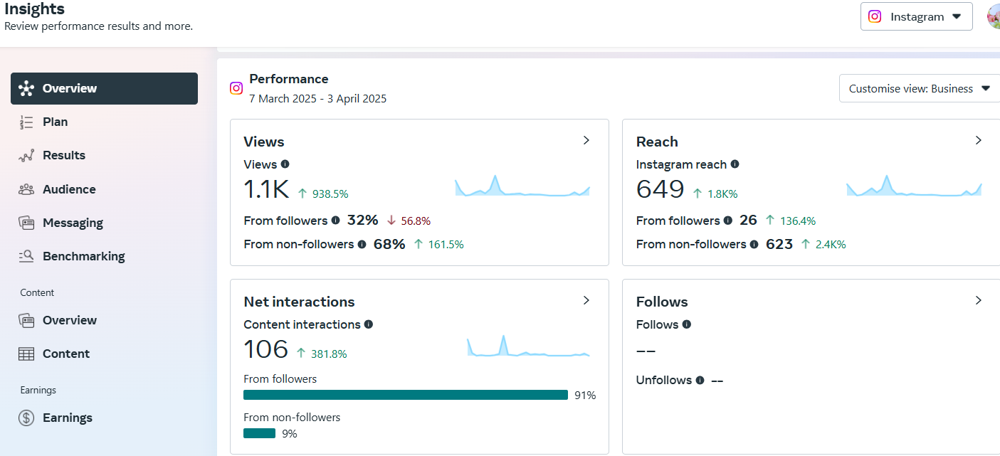 Insights
Review performance results and more.
Instagram
Overview
Plan
Results
Audience
Messaging
Benchmarking
Content
Overview
Content
Earnings
Earnings
Performance
7 March 2025 - 3 April 2025
Customise view: Business
Views
Views
1.1K ↑ 938.5%
From followers 32% ↓ 56.8%
From non-followers 68% ↑ 161.5%
Reach
Instagram reach
649 ↑ 1.8K%
From followers 26 ↑ 136.4%
From non-followers 623 ↑ 2.4K%
Net interactions
Content interactions
106 ↑ 381.8%
From followers
91%
From non-followers
9%
Follows
Follows
--
Unfollows --